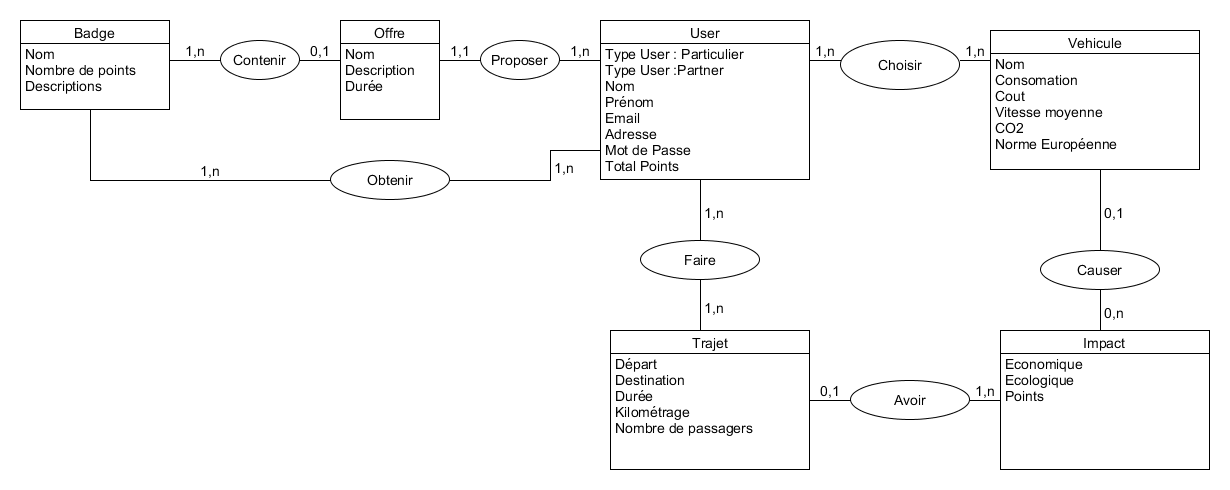 Badge
Nom
Nombre de points
Descriptions
1,n
Contenir
0,1
Offre
Nom
Description
Durée
1,1
Proposer
1,n
User
Type User : Particulier
Type User :Partner
Nom
Prénom
Email
Adresse
Mot de Passe
Total Points
1,n
Choisir
1,n
Vehicule
Nom
Consomation
Cout
Vitesse moyenne
CO2
Norme Européenne
1,n
Obtenir
1,n
1,n
Faire
1,n
0,1
Causer
0,n
Trajet
Départ
Destination
Durée
Kilométrage
Nombre de passagers
0,1
Avoir
1,n
Impact
Economique
Ecologique
Points